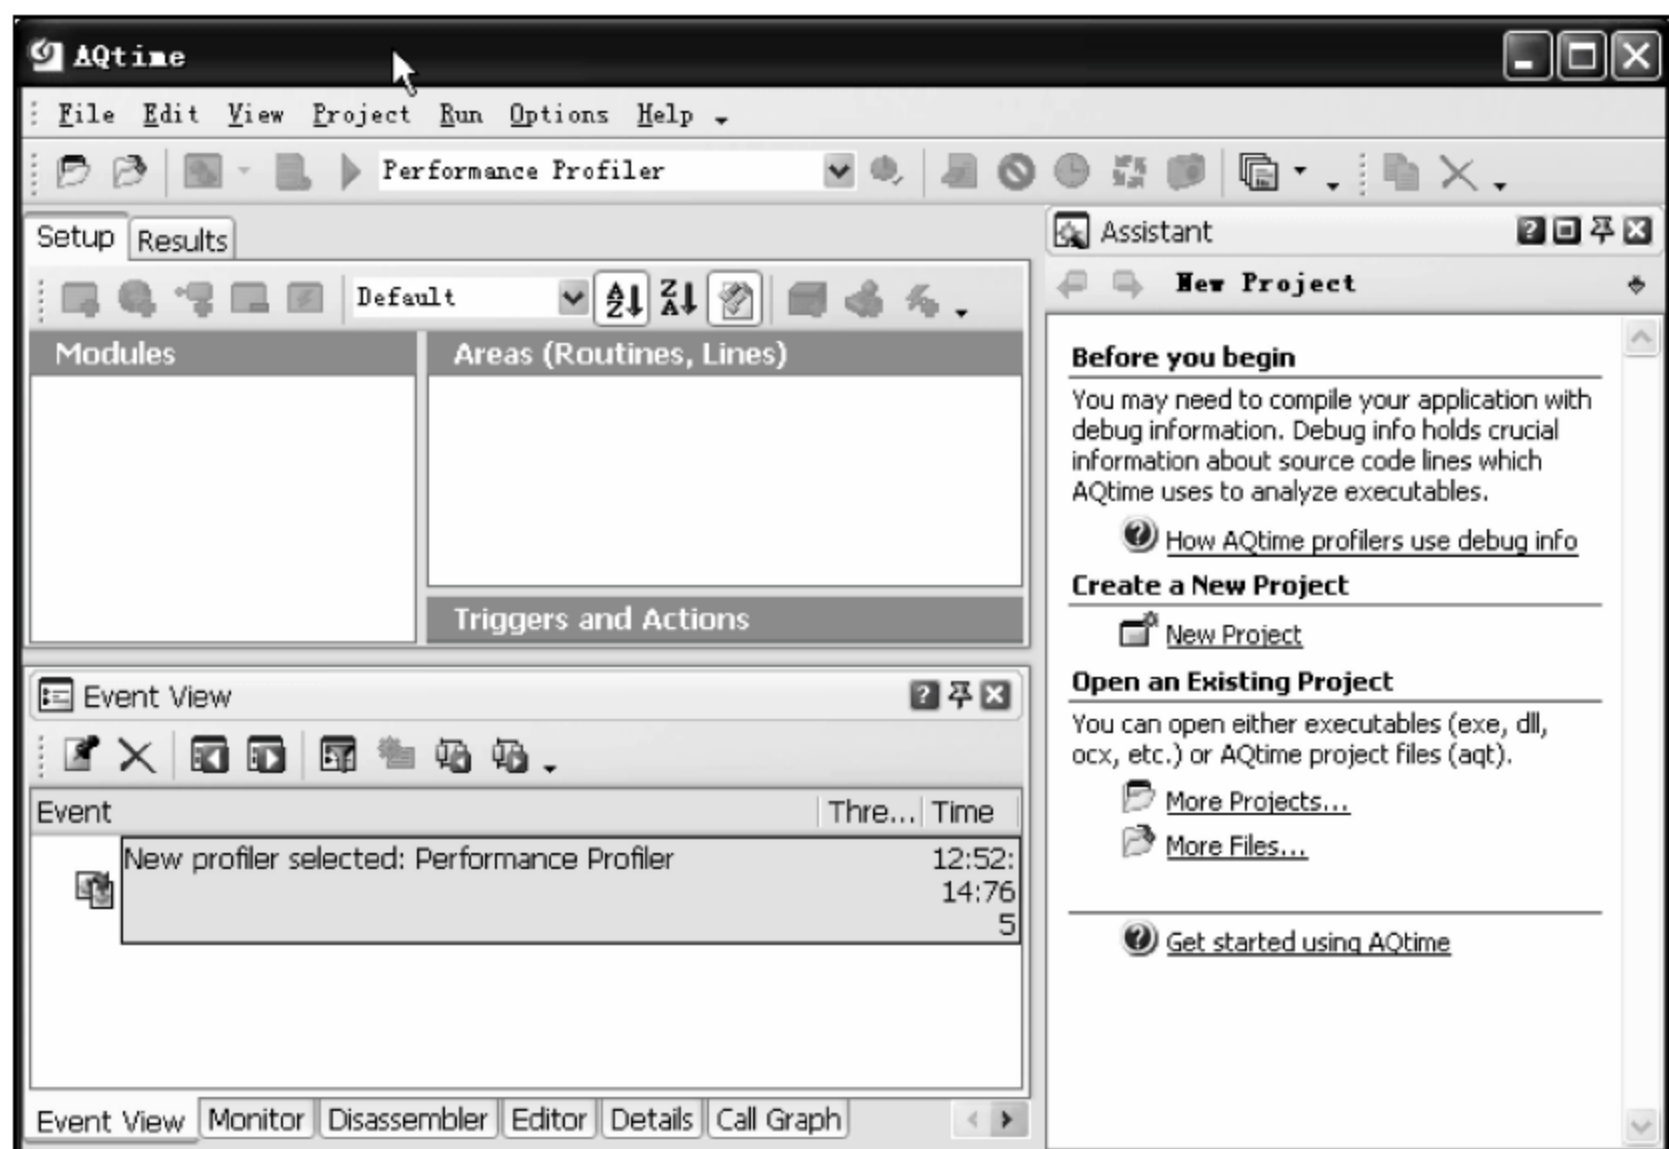 AQtime
File Edit View Project Run Options Help
Performance Profiler
Setup Results
Default
Modules
Areas (Routines, Lines)
Triggers and Actions
Event View
Event Thre... Time
New profiler selected: Performance Profiler 12:52:
14:76
5
Event View Monitor Disassembler Editor Details Call Graph
Assistant
New Project
Before you begin
You may need to compile your application with
debug information. Debug info holds crucial
information about source code lines which
AQtime uses to analyze executables.
How AQtime profilers use debug info
Create a New Project
New Project
Open an Existing Project
You can open either executables (exe, dll,
ocx, etc.) or AQtime project files (aqt).
More Projects...
More Files...
Get started using AQtime